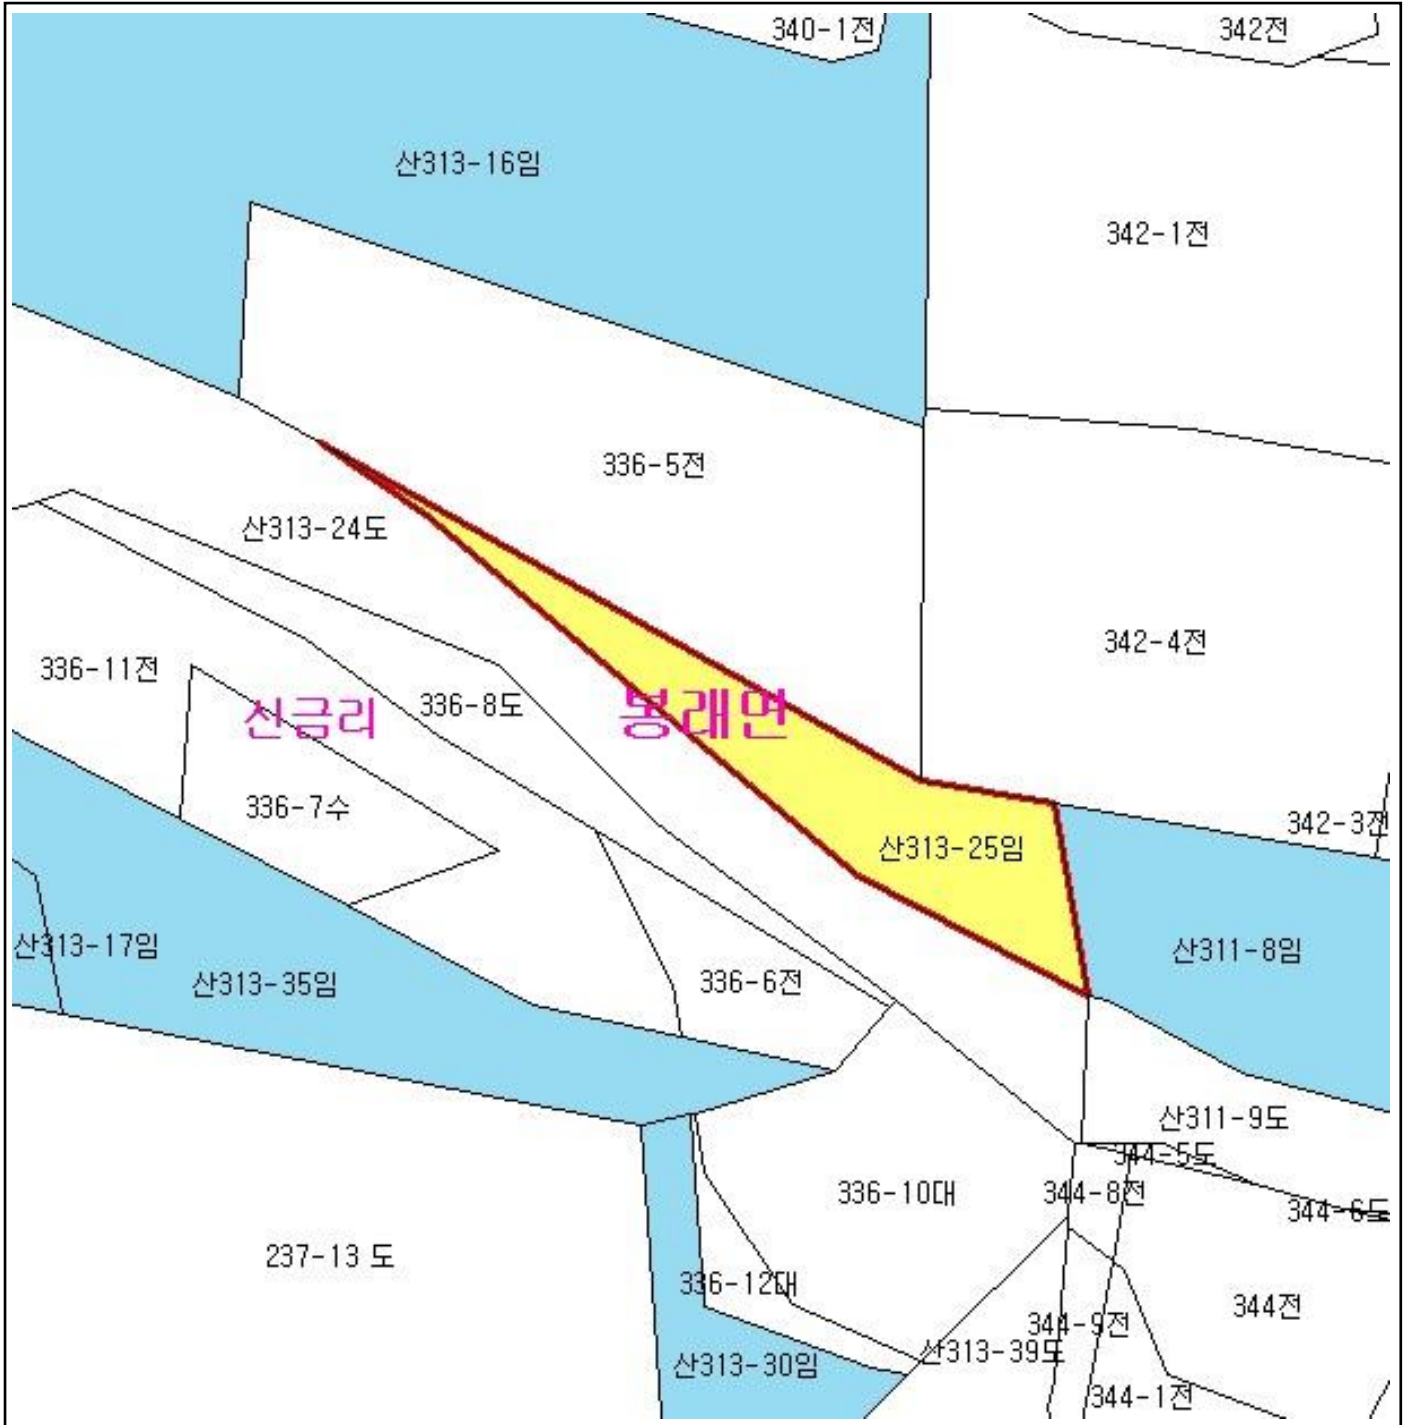 340-1전
342전
산313-16임
342-1전
336-5전
산313-24도
342-4전
336-11전
336-8도
신금리
봉래면
336-7수
342-3전
산313-25임
산313-17임
산311-8임
산313-35임
336-6전
산311-9도
344-5도
336-10대
344-8전
344-6도
237-13 도
336-12대
344전
344-9전
산313-39도
산313-30임
344-1전